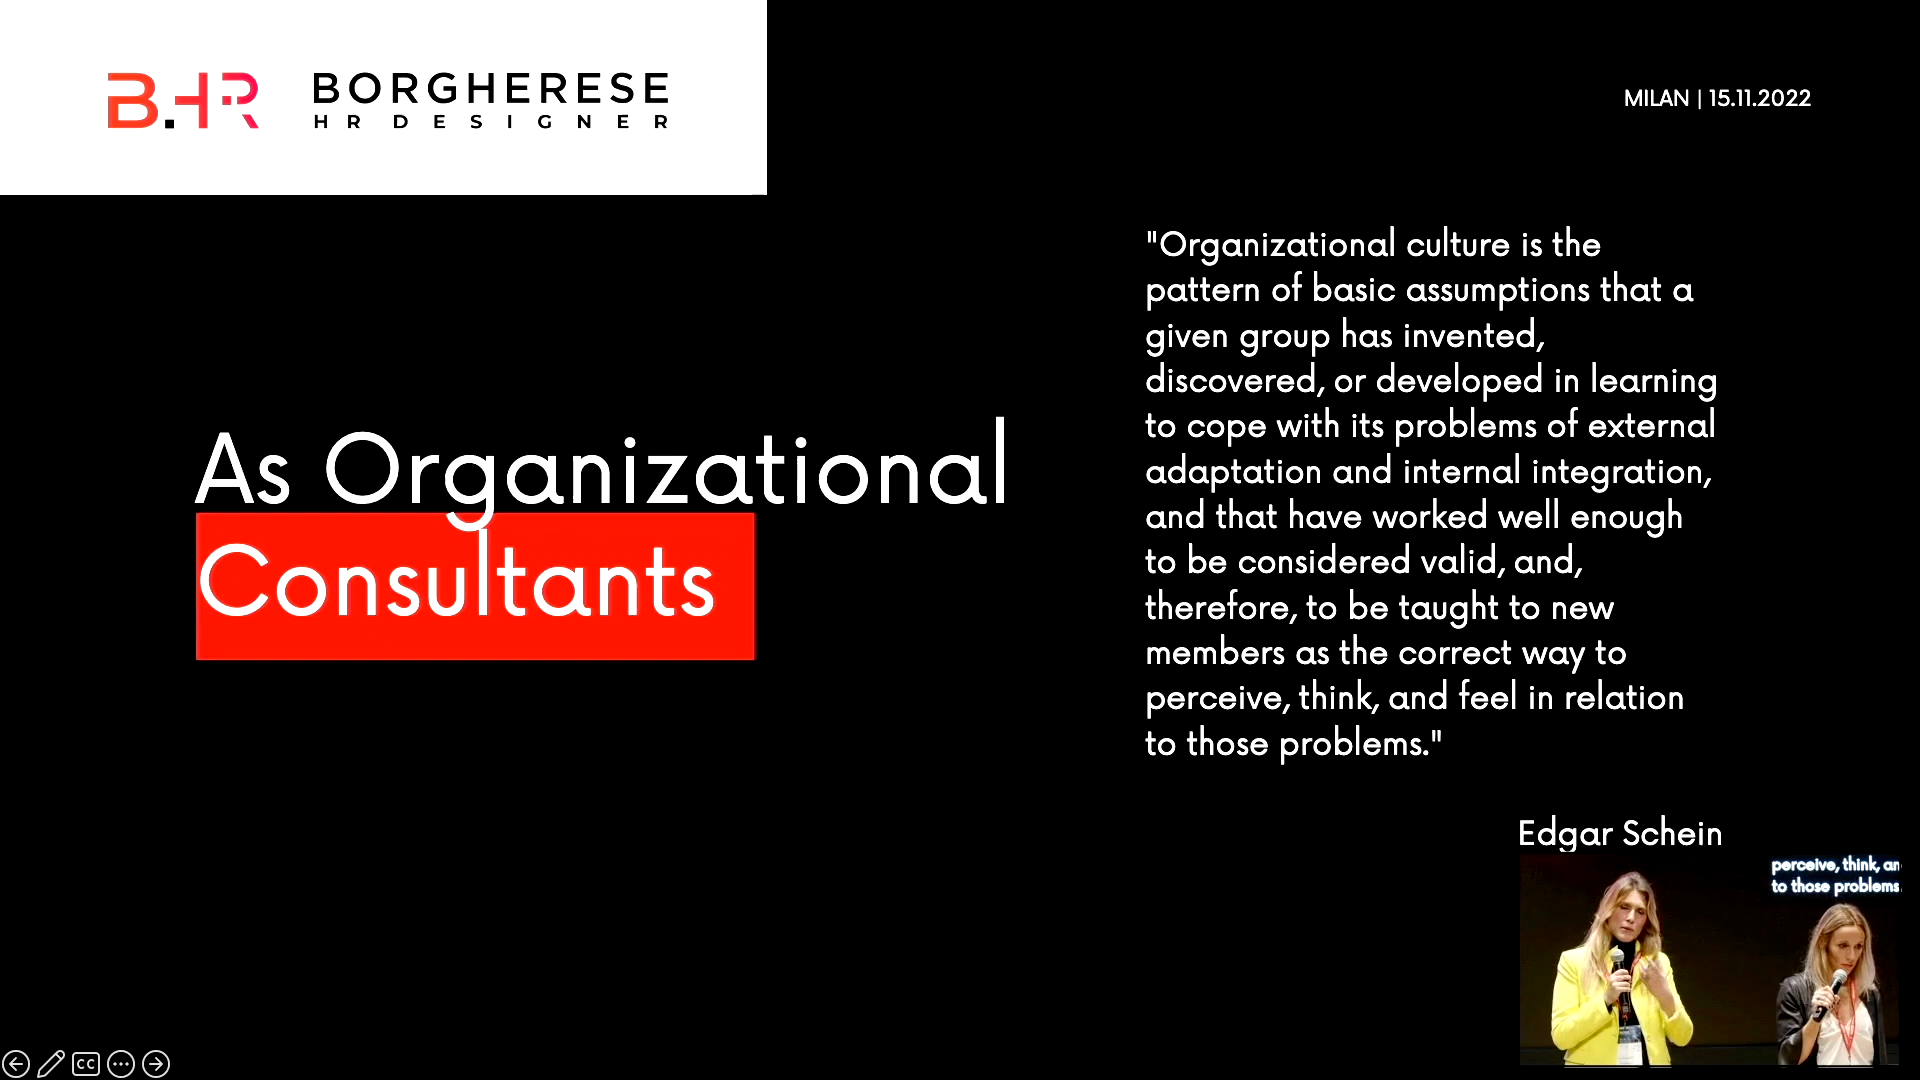 B.HR BORGHERESE
HR DESIGNER
MILAN | 15.11.2022
As Organizational
Consultants
"Organizational culture is the
pattern of basic assumptions that a
given group has invented,
discovered, or developed in learning
to cope with its problems of external
adaptation and internal integration,
and that have worked well enough
to be considered valid, and,
therefore, to be taught to new
members as the correct way to
perceive, think, and feel in relation
to those problems."
Edgar Schein
perceive, think, an
to those problems.
CC